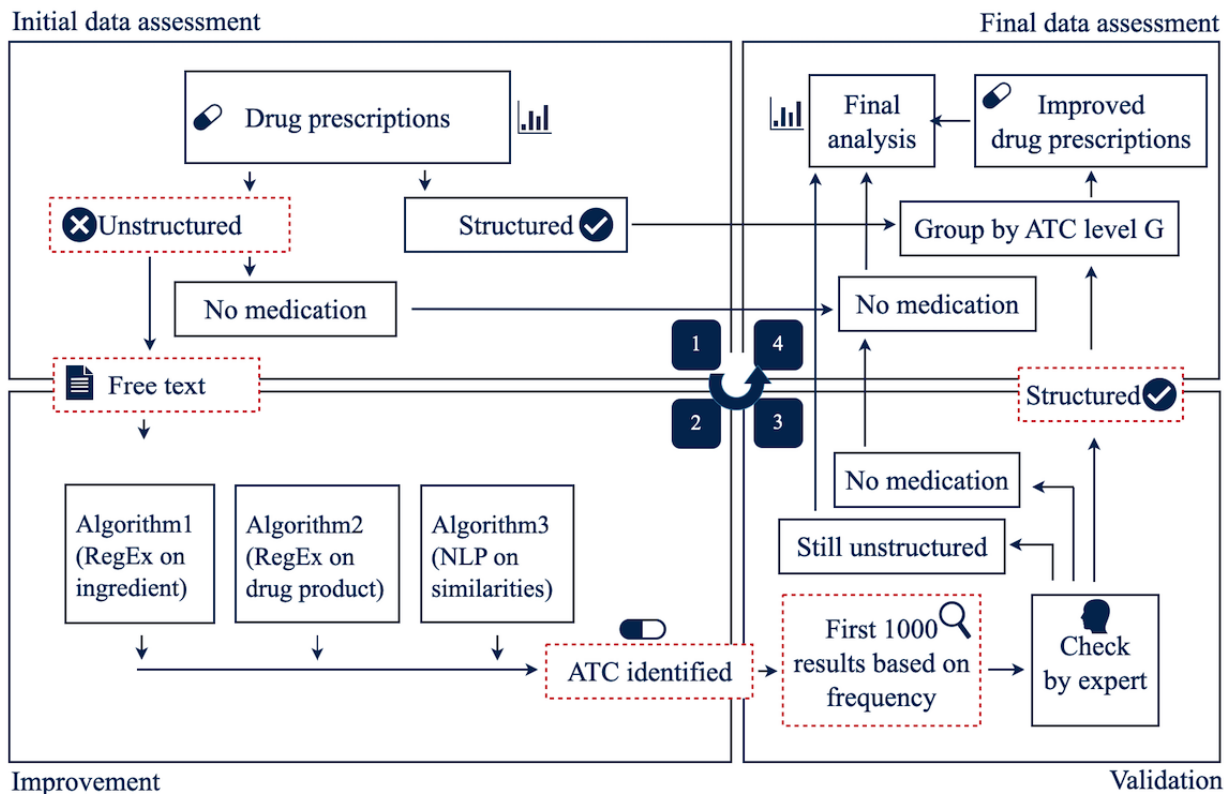 Initial data assessment
Drug prescriptions
Unstructured
Structured
No medication
Free text
1
2
Algorithm1
(RegEx on
ingredient)
Algorithm2
(RegEx on
drug product)
Algorithm3
(NLP on
similarities)
ATC identified
Improvement
Final data assessment
Final
analysis
Improved
drug prescriptions
Group by ATC level G
No medication
4
3
Structured
No medication
Still unstructured
First 1000
results based on
frequency
Check
by expert
Validation